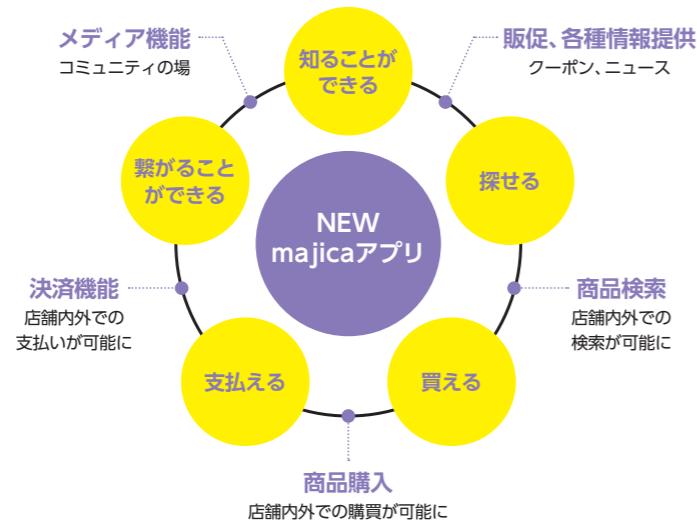 メディア機能
コミュニティの場
知ることが
できる
販促、各種情報提供
クーポン、ニュース
繋がること
ができる
探せる
NEW
majicaアプリ
決済機能
店舗内外での
支払いが可能に
商品検索
店舗内外での
検索が可能に
支払える
買える
商品購入
店舗内外での購買が可能に